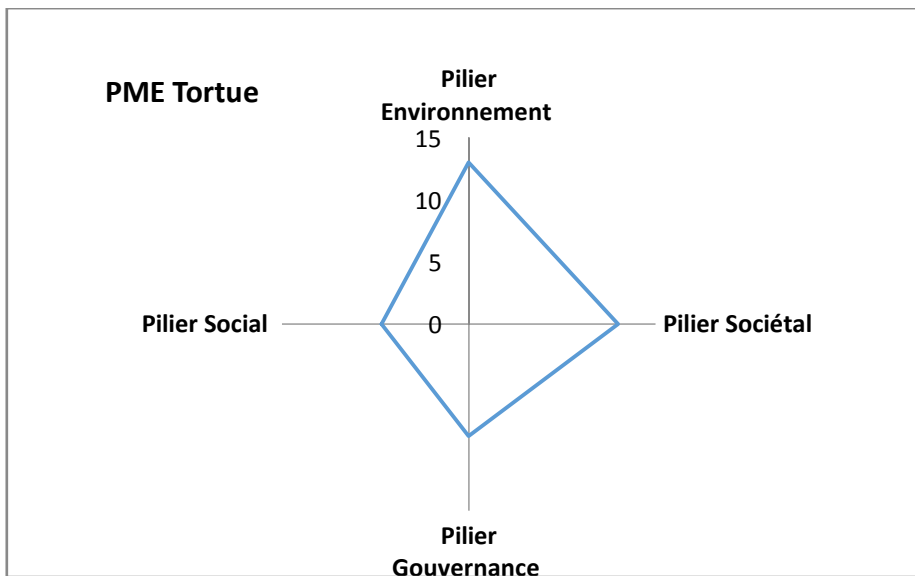 PME Tortue
Pilier
Environnement
15
10
5
0
Pilier Social
Pilier Sociétal
Pilier
Gouvernance